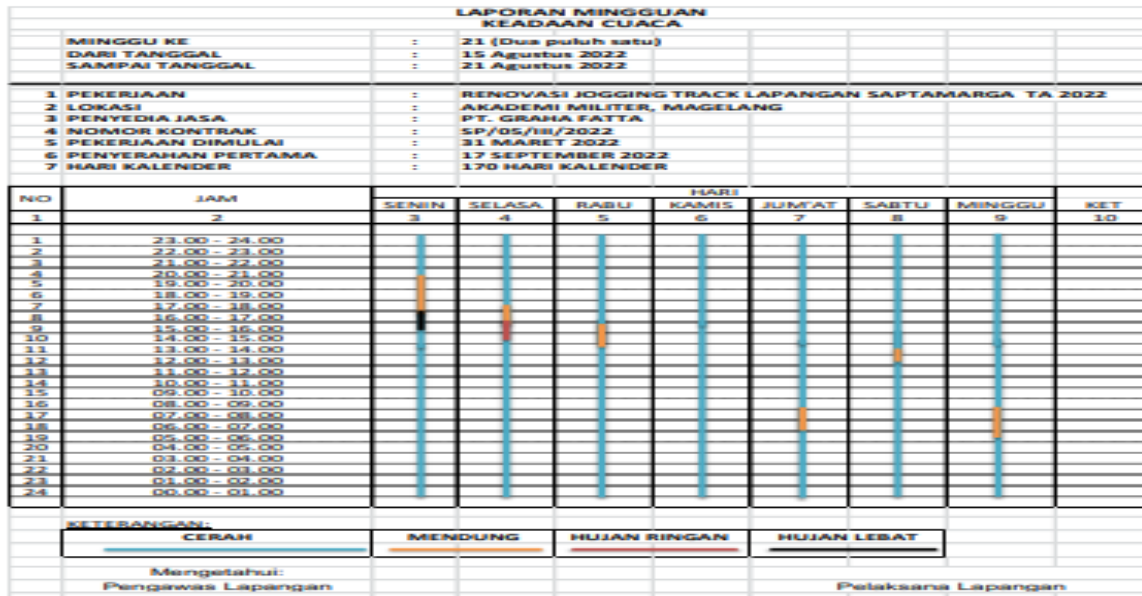 LAPORAN MINGGUAN
KEADAAN CUACA
MINGGU KE : 21 (Dua puluh satu)
DARI TANGGAL : 15 Agustus 2022
SAMPAI TANGGAL : 21 Agustus 2022
1 PEKERJAAN : RENOVASI JOGGING TRACK LAPANGAN SAPTAMARGA TA 2022
2 LOKASI : AKADEMI MILITER, MAGELANG
3 PENYEDIA JASA : PT. GRAHA FATTA
4 NOMOR KONTRAK : SP/05/III/2022
5 PEKERJAAN DIMULAI : 31 MARET 2022
6 PENYERAHAN PERTAMA : 17 SEPTEMBER 2022
7 HARI KALENDER : 170 HARI KALENDER
NO JAM HARI KET
SENIN SELASA RABU KAMIS JUM'AT SABTU MINGGU
1 2 3 4 5 6 7 8 9 10
1 23.00 - 24.00
2 22.00 - 23.00
3 21.00 - 22.00
4 20.00 - 21.00
5 19.00 - 20.00
6 18.00 - 19.00
7 17.00 - 18.00
8 16.00 - 17.00
9 15.00 - 16.00
10 14.00 - 15.00
11 13.00 - 14.00
12 12.00 - 13.00
13 11.00 - 12.00
14 10.00 - 11.00
15 09.00 - 10.00
16 08.00 - 09.00
17 07.00 - 08.00
18 06.00 - 07.00
19 05.00 - 06.00
20 04.00 - 05.00
21 03.00 - 04.00
22 02.00 - 03.00
23 01.00 - 02.00
24 00.00 - 01.00
KETERANGAN:
CERAH MENDUNG HUJAN RINGAN HUJAN LEBAT
Mengetahui:
Pengawas Lapangan Pelaksana Lapangan